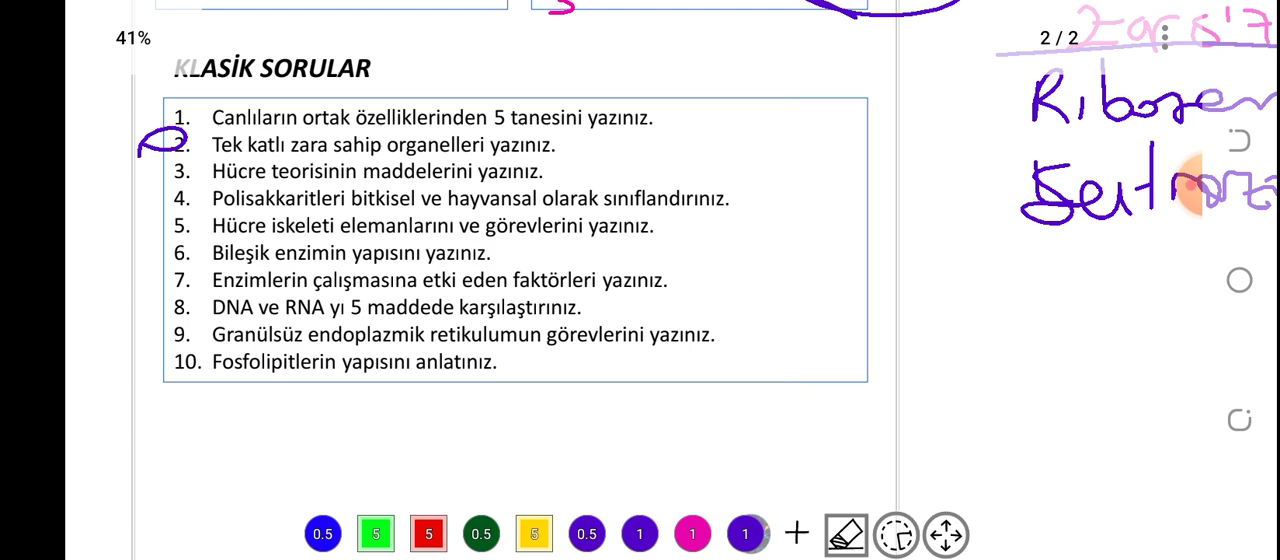 41%
2 / 2
KLASİK SORULAR
1. Canlıların ortak özelliklerinden 5 tanesini yazınız.
2. Tek katlı zara sahip organelleri yazınız.
3. Hücre teorisinin maddelerini yazınız.
4. Polisakkaritleri bitkisel ve hayvansal olarak sınıflandırınız.
5. Hücre iskeleti elemanlarını ve görevlerini yazınız.
6. Bileşik enzimin yapısını yazınız.
7. Enzimlerin çalışmasına etki eden faktörleri yazınız.
8. DNA ve RNA yı 5 maddede karşılaştırınız.
9. Granülsüz endoplazmik retikulumun görevlerini yazınız.
10. Fosfolipitlerin yapısını anlatınız.
0.5 5 5 0.5 5 0.5 1 1 1